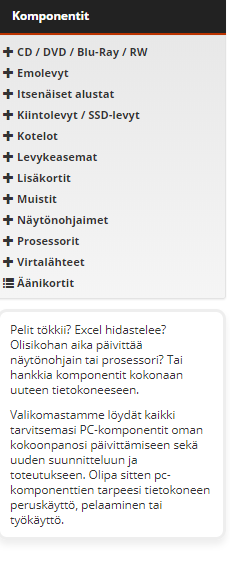 Komponentit
CD / DVD / Blu-Ray / RW
Emolevyt
Itsenäiset alustat
Kiintolevyt / SSD-levyt
Kotelot
Levykeasemat
Lisäkortit
Muistit
Näytönohjaimet
Prosessorit
Virtalähteet
Äänikortit
Pelit tökkii? Excel hidastelee?
Olisikohan aika päivittää
näytönohjain tai prosessori? Tai
hankkia komponentit kokonaan
uuteen tietokoneeseen.
Valikomastamme löydät kaikki
tarvitsemasi PC-komponentit oman
kokoonpanosi päivittämiseen sekä
uuden suunnitteluun ja
toteutukseen. Olipa sitten pc-
komponenttien tarpeesi tietokoneen
peruskäyttö, pelaaminen tai
työkäyttö.